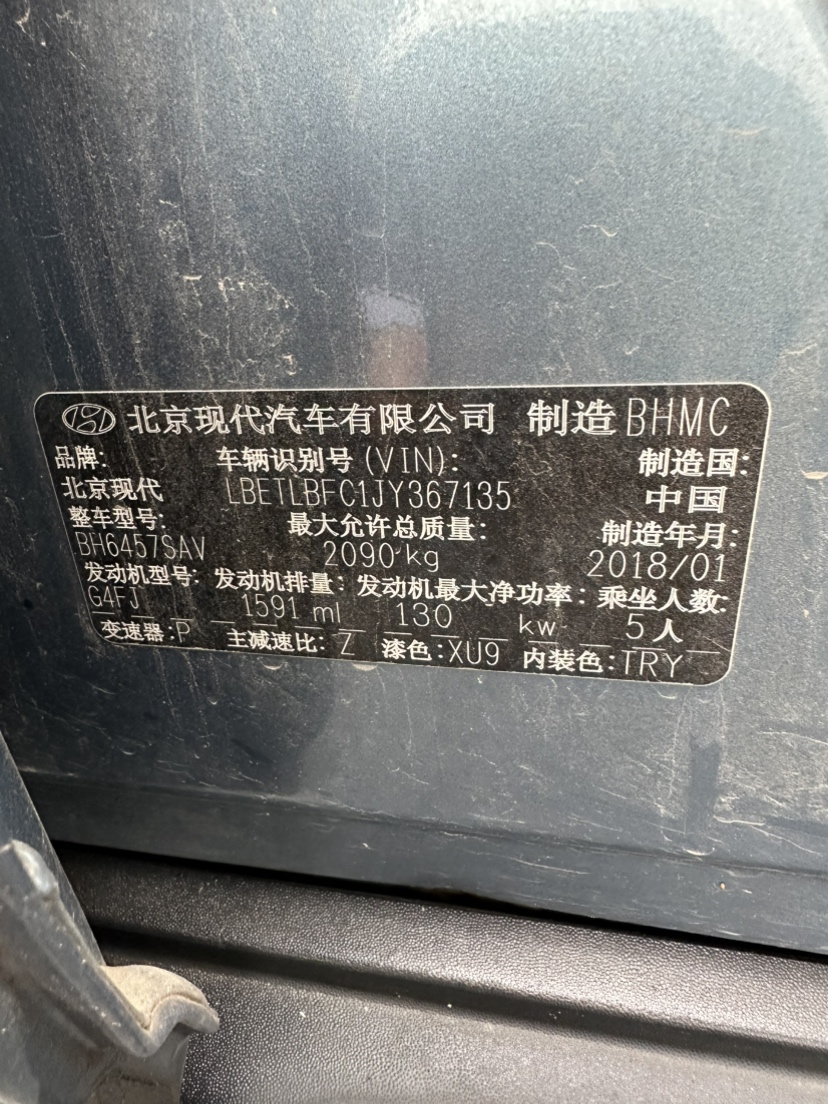 北京现代汽车有限公司 制造 BHMC
品牌: 车辆识别号(VIN): 制造国:
北京现代 LBETLBFC1JY367135 中国
整车型号: 最大允许总质量: 制造年月:
BH6457SAV 2090 kg 2018/01
发动机型号: 发动机排量: 发动机最大净功率: 乘坐人数:
G4FJ 1591 ml 130 kw 5人
变速器:P 主减速比: Z 漆色:XU9 内装色:TRY